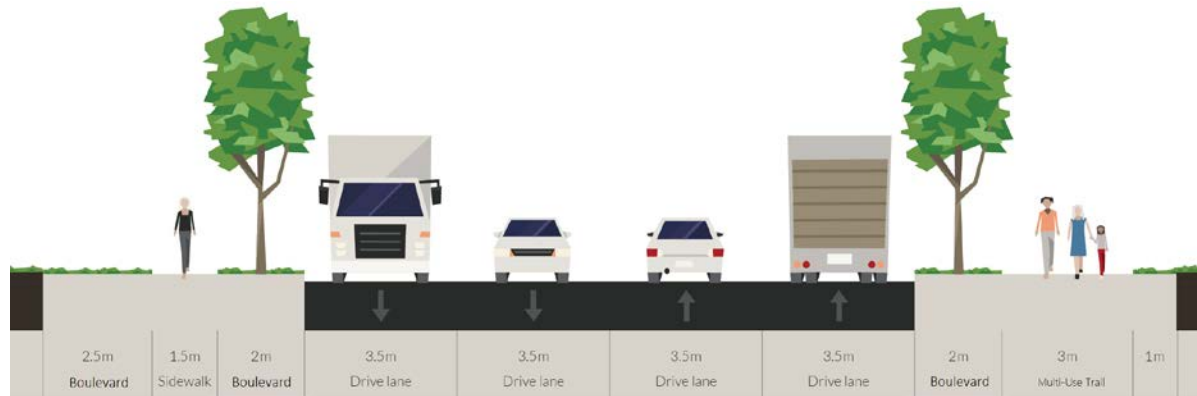 2.5m
Boulevard
1.5m
Sidewalk
2m
Boulevard
3.5m
Drive lane
3.5m
Drive lane
3.5m
Drive lane
3.5m
Drive lane
2m
Boulevard
3m
Multi-Use Trail
1m